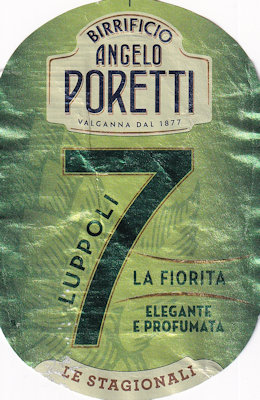 BIRRIFICIO
ANGELO
PORETTI
VALGANNA DAL 1877
7
LUPPOLI
LA FIORITA
ELEGANTE
E PROFUMATA
LE STAGIONALI